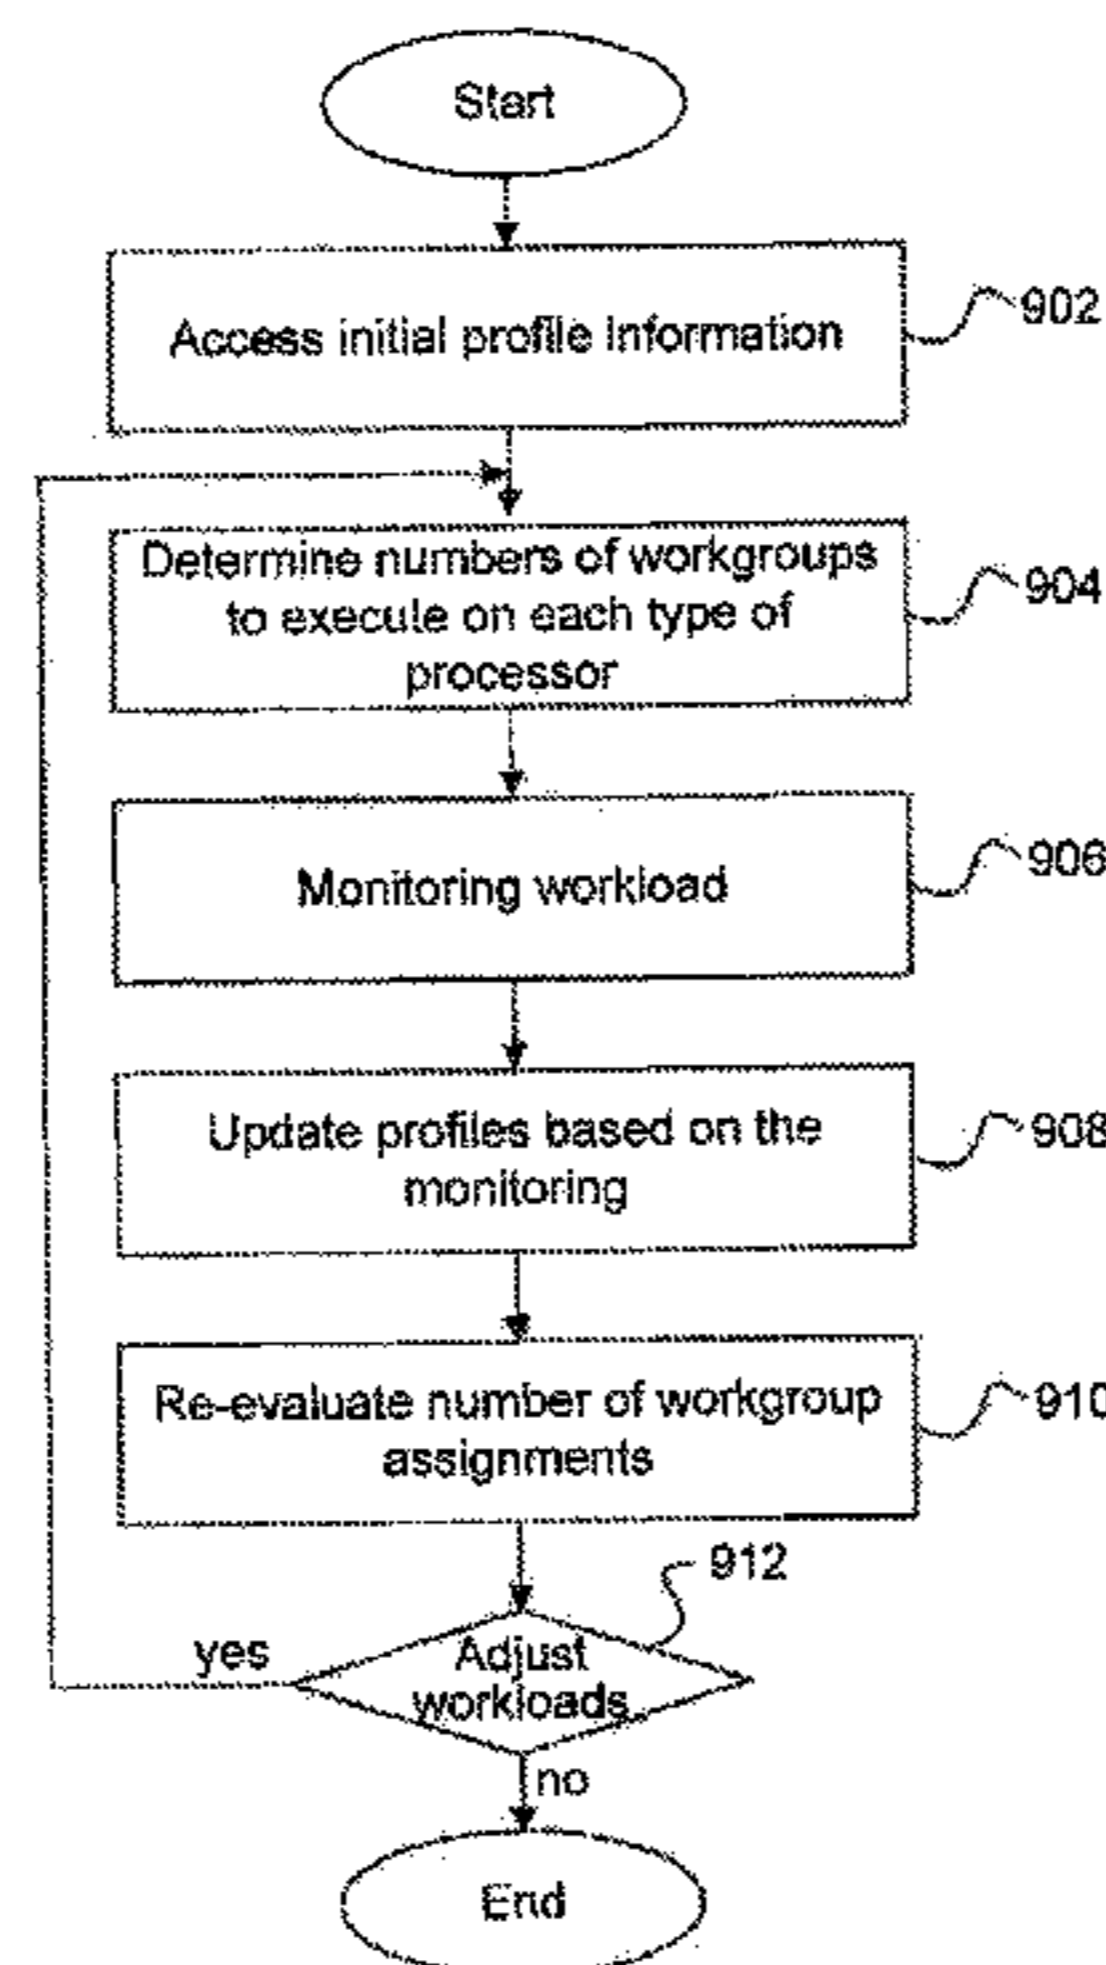 Start
Access initial profile Information
902
Determine numbers of workgroups
to execute on each type of
processor
904
Monitoring workload
906
Update profiles based on the
monitoring
908
Re-evaluate number of workgroup
assignments
910
912
Adjust
workloads
yes
no
End